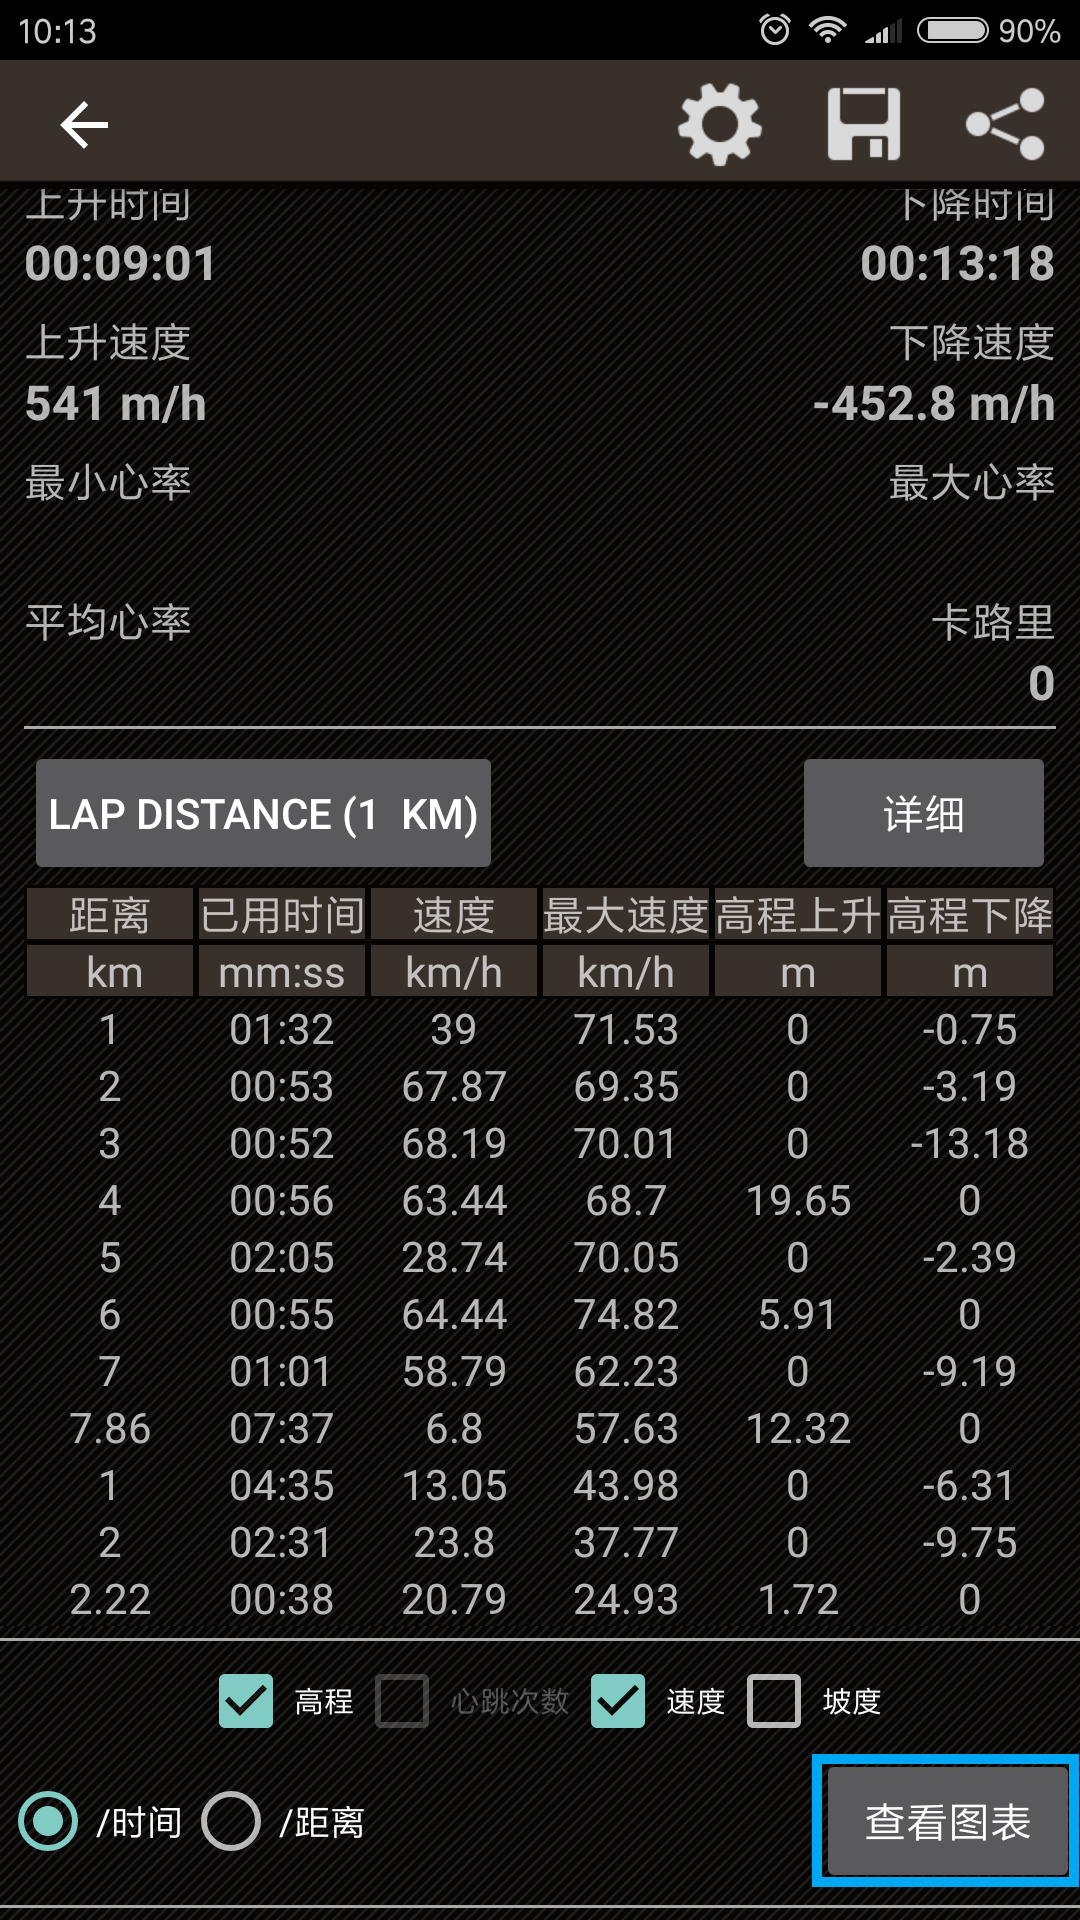 10:13 90%
上升时间 下降时间
00:09:01 00:13:18
上升速度 下降速度
541 m/h -452.8 m/h
最小心率 最大心率
平均心率 卡路里
0
LAP DISTANCE (1 KM) 详细
距离 已用时间 速度 最大速度 高程上升 高程下降
km mm:ss km/h km/h m m
1 01:32 39 71.53 0 -0.75
2 00:53 67.87 69.35 0 -3.19
3 00:52 68.19 70.01 0 -13.18
4 00:56 63.44 68.7 19.65 0
5 02:05 28.74 70.05 0 -2.39
6 00:55 64.44 74.82 5.91 0
7 01:01 58.79 62.23 0 -9.19
7.86 07:37 6.8 57.63 12.32 0
1 04:35 13.05 43.98 0 -6.31
2 02:31 23.8 37.77 0 -9.75
2.22 00:38 20.79 24.93 1.72 0
高程 心跳次数 速度 坡度
/时间 /距离 查看图表